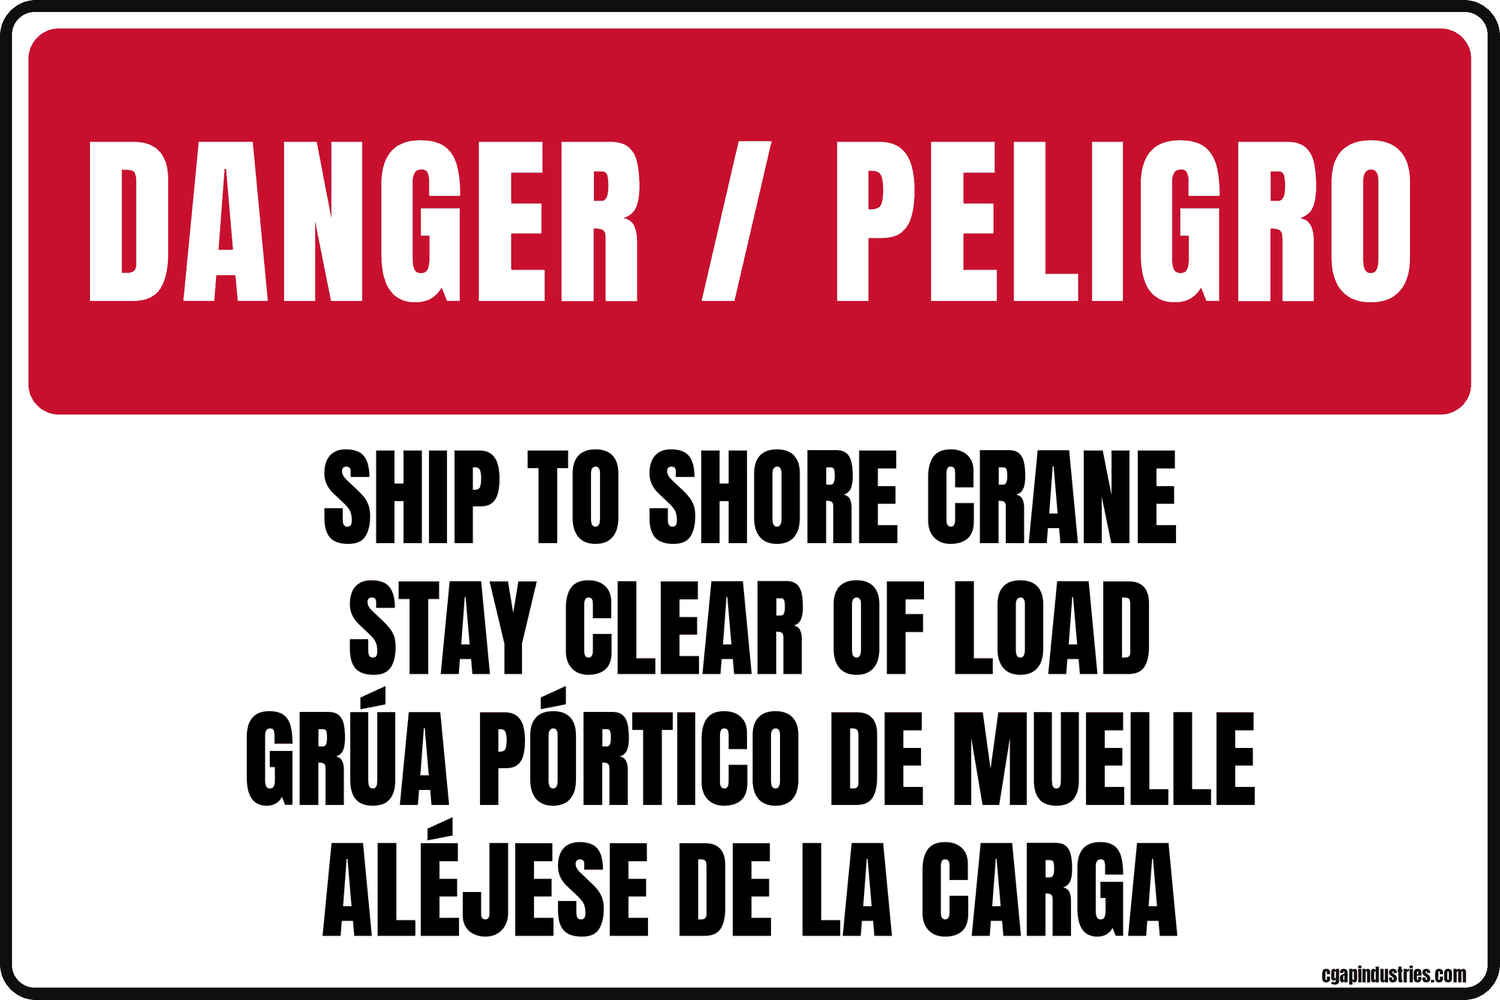 DANGER / PELIGRO
SHIP TO SHORE CRANE
STAY CLEAR OF LOAD
GRÚA PÓRTICO DE MUELLE
ALÉJESE DE LA CARGA
cgapindustries.com